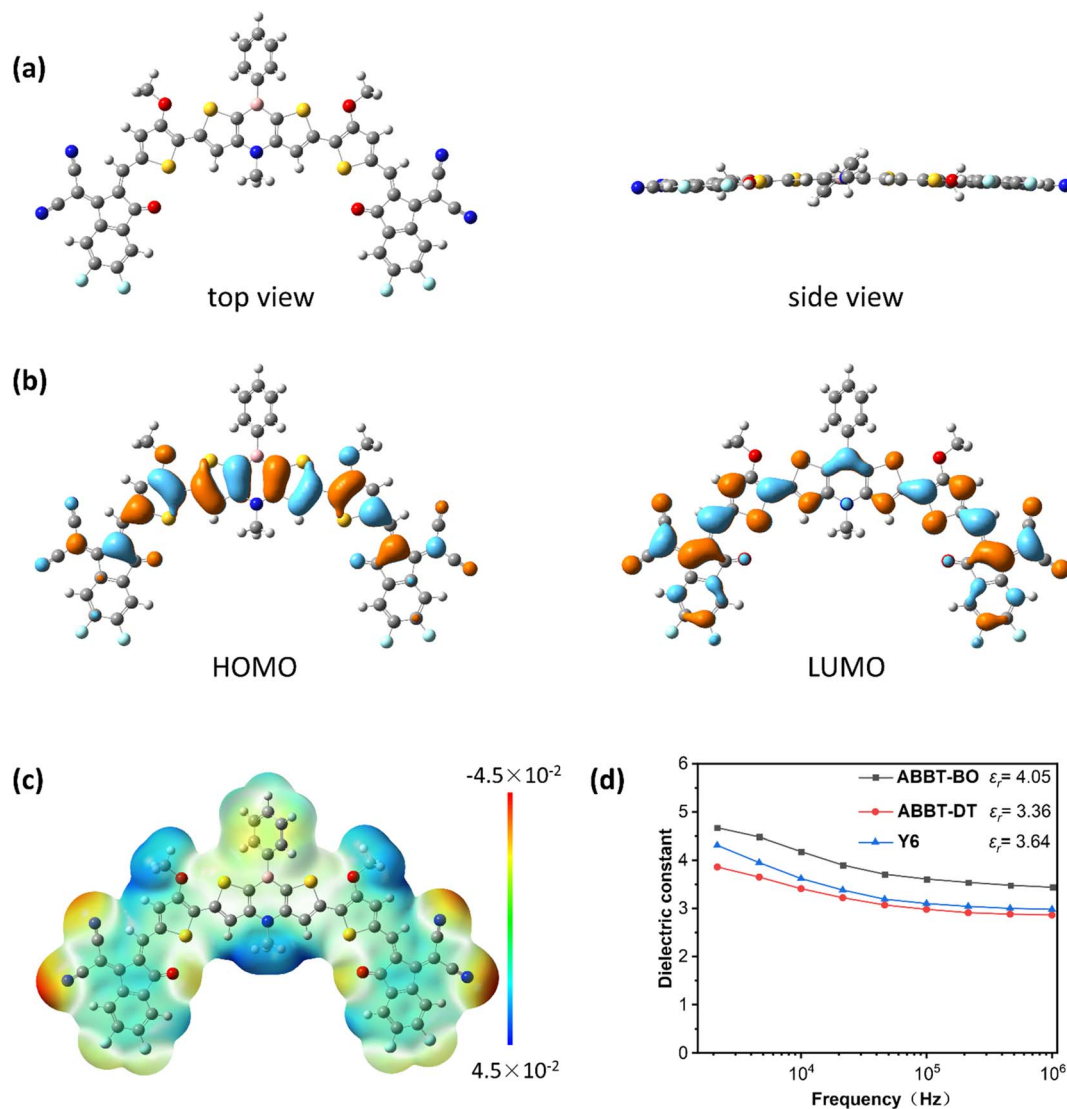 (a)
top view
side view
(b)
HOMO
LUMO
(c)
-4.5×10⁻²
4.5×10⁻²
(d)
6
5
4
3
2
1
0
Dielectric constant
ABBT-BO εᵣ= 4.05
ABBT-DT εᵣ= 3.36
Y6 εᵣ= 3.64
10⁴
10⁵
10⁶
Frequency（Hz）